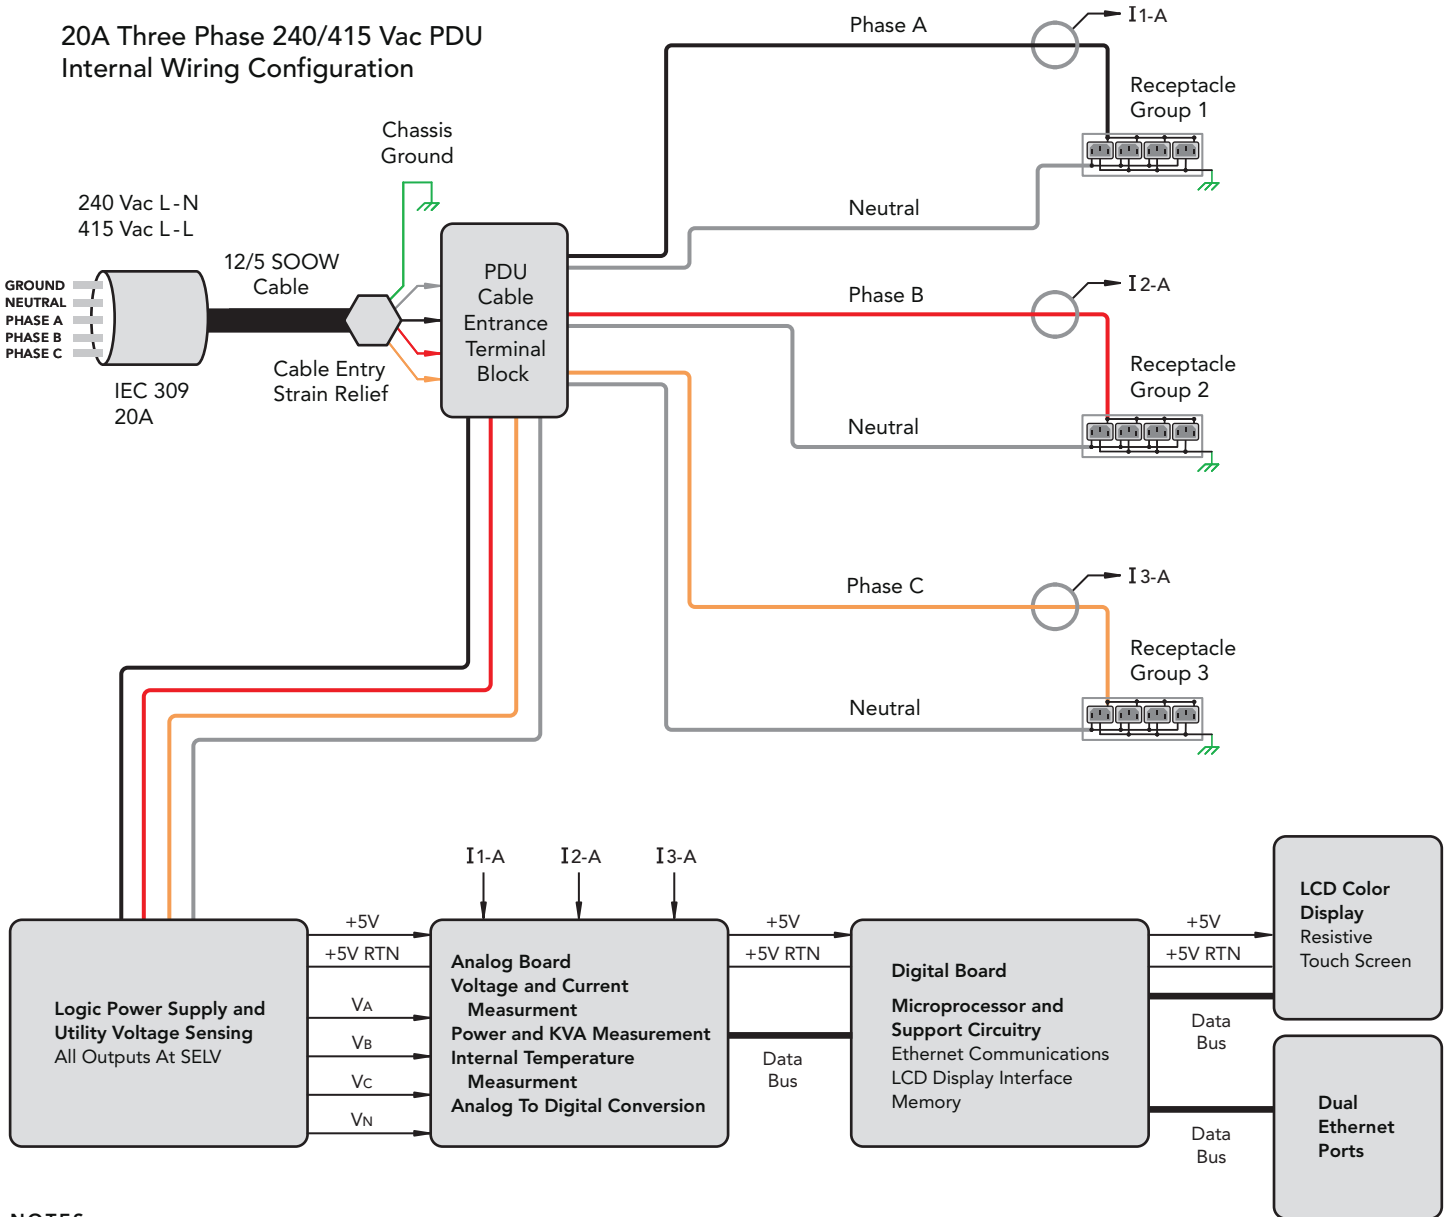 20A Three Phase 240/415 Vac PDU
Internal Wiring Configuration
Phase A
I1-A
Receptacle
Group 1
Chassis
Ground
240 Vac L-N
415 Vac L-L
Neutral
12/5 SOOW
Cable
GROUND
NEUTRAL
PHASE A
PHASE B
PHASE C
PDU
Cable
Entrance
Terminal
Block
Phase B
I2-A
Cable Entry
Strain Relief
IEC 309
20A
Receptacle
Group 2
Neutral
Phase C
I3-A
Receptacle
Group 3
Neutral
I1-A
I2-A
I3-A
Logic Power Supply and
Utility Voltage Sensing
All Outputs At SELV
+5V
+5V RTN
VA
VB
VC
VN
Analog Board
Voltage and Current
Measurment
Power and KVA Measurement
Internal Temperature
Measurment
Analog To Digital Conversion
+5V
+5V RTN
Data
Bus
Digital Board
Microprocessor and
Support Circuitry
Ethernet Communications
LCD Display Interface
Memory
+5V
+5V RTN
Data
Bus
Data
Bus
LCD Color
Display
Resistive
Touch Screen
Dual
Ethernet
Ports